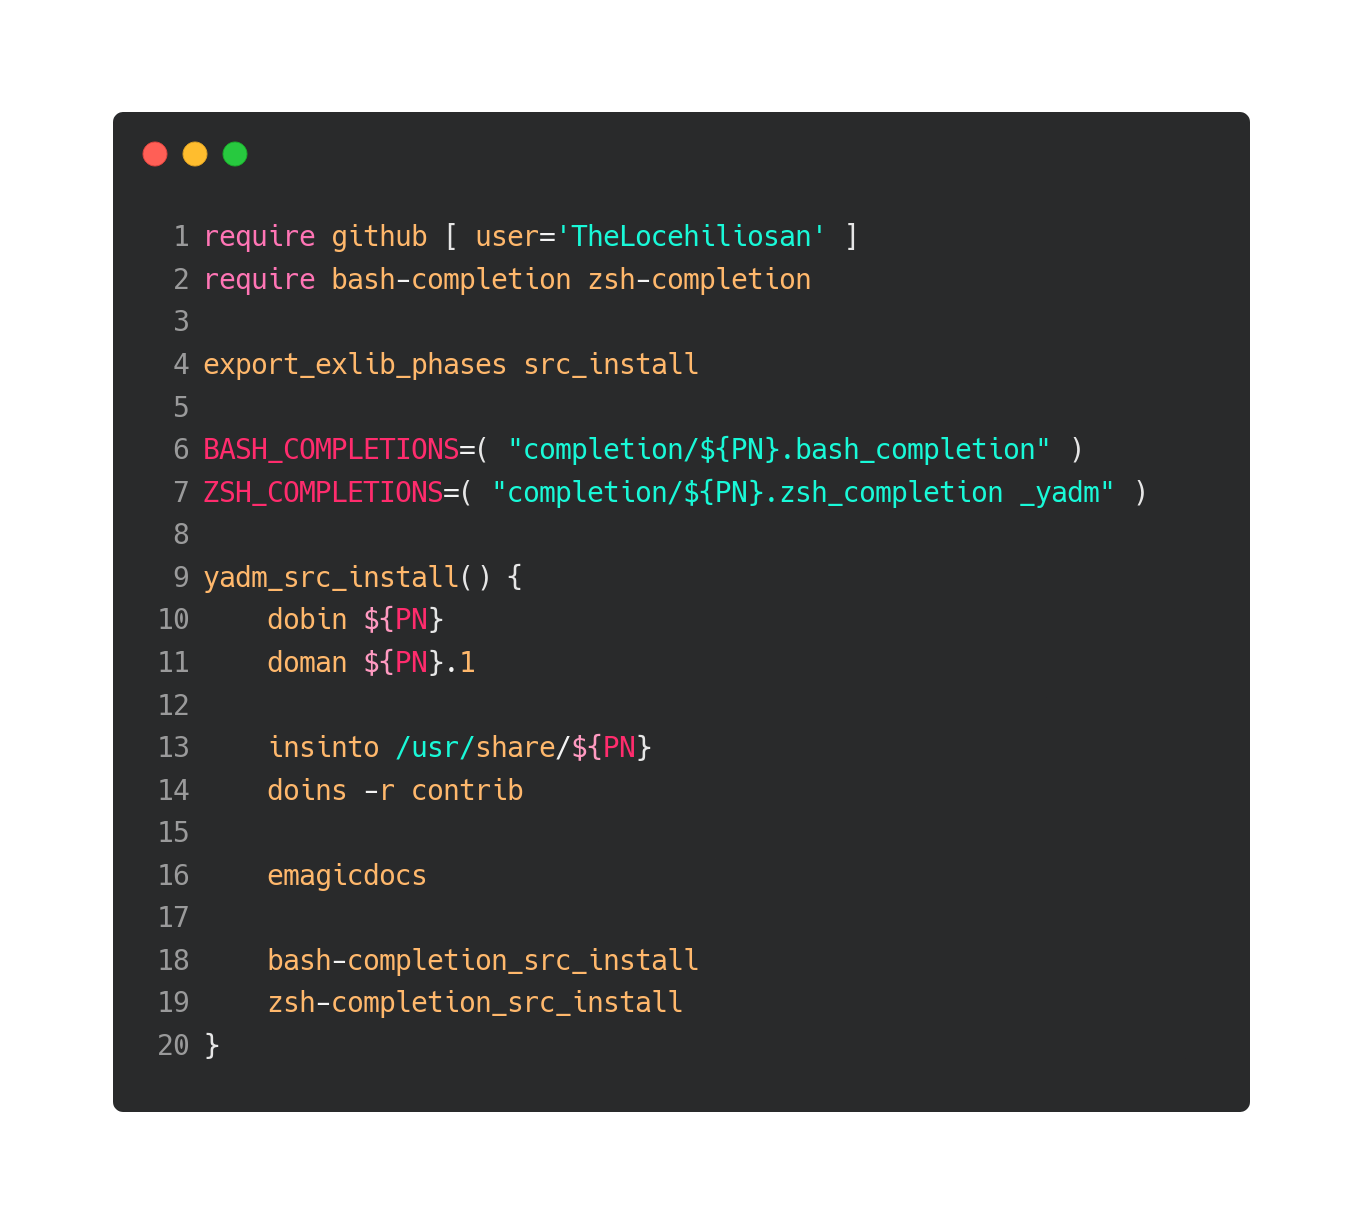 1 require github [ user='TheLocehiliosan' ]
2 require bash-completion zsh-completion
3
4 export_exlib_phases src_install
5
6 BASH_COMPLETIONS=( "completion/${PN}.bash_completion" )
7 ZSH_COMPLETIONS=( "completion/${PN}.zsh_completion _yadm" )
8
9 yadm_src_install() {
10     dobin ${PN}
11     doman ${PN}.1
12
13     insinto /usr/share/${PN}
14     doins -r contrib
15
16     emagicdocs
17
18     bash-completion_src_install
19     zsh-completion_src_install
20 }